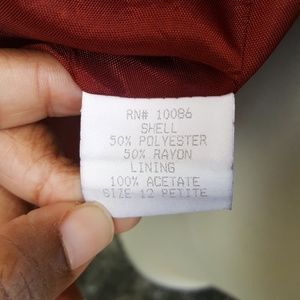 RN# 10086
SHELL
50% POLYESTER
50% RAYON
LINING
100% ACETATE
SIZE 12 PETITE